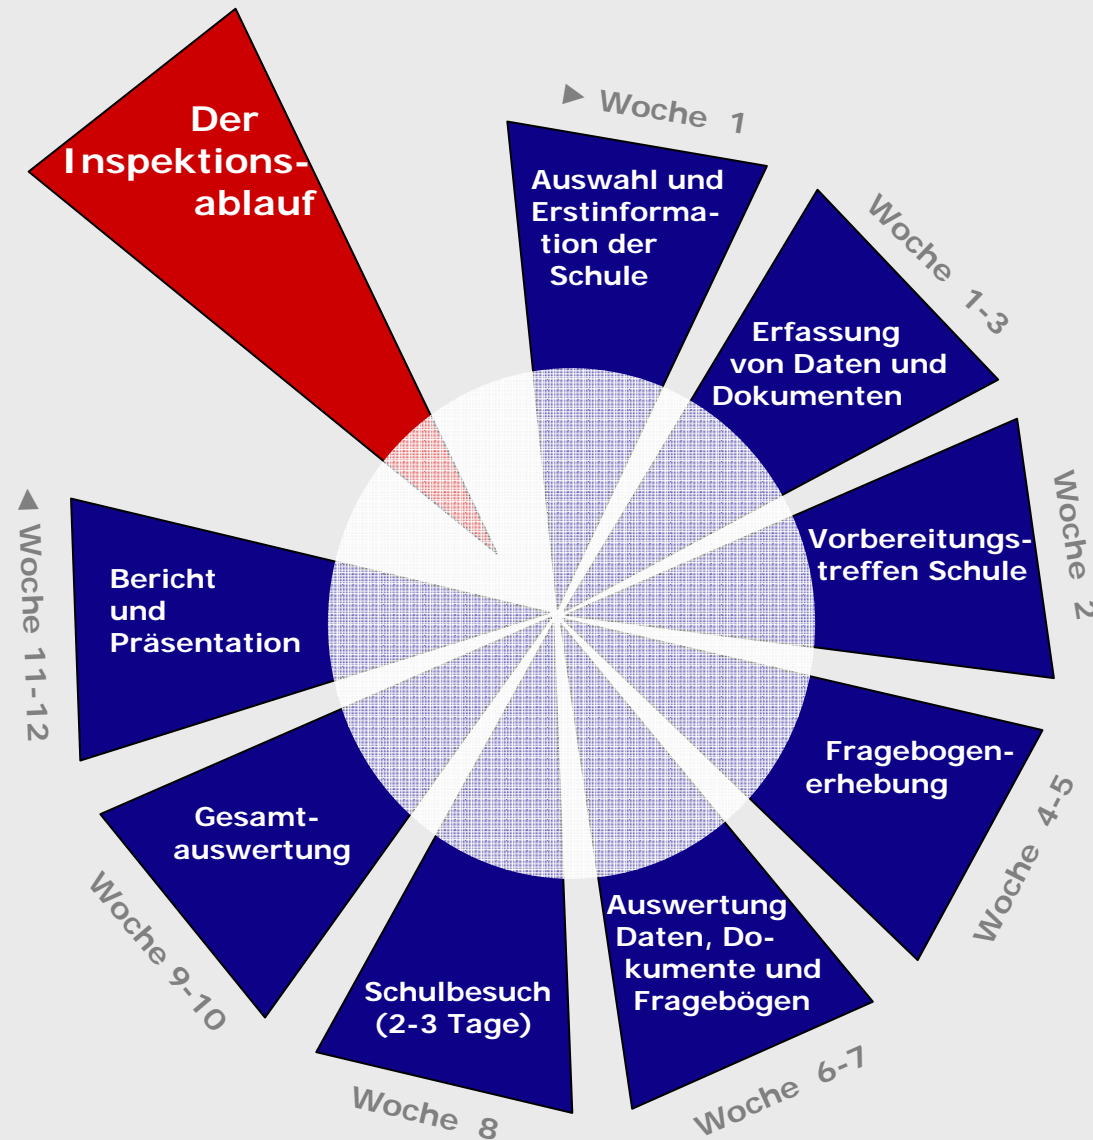 Der
Inspektions-
ablauf
▶ Woche 1
Auswahl und
Erstinforma-
tion der
Schule
Woche 1-3
Erfassung
von Daten und
Dokumenten
Woche 2
Vorbereitungs-
treffen Schule
Woche 4-5
Fragebogen-
erhebung
Woche 6-7
Auswertung
Daten, Do-
kumente und
Fragebögen
Woche 8
Schulbesuch
(2-3 Tage)
Woche 9-10
Gesamt-
auswertung
◀ Woche 11-12
Bericht
und
Präsentation